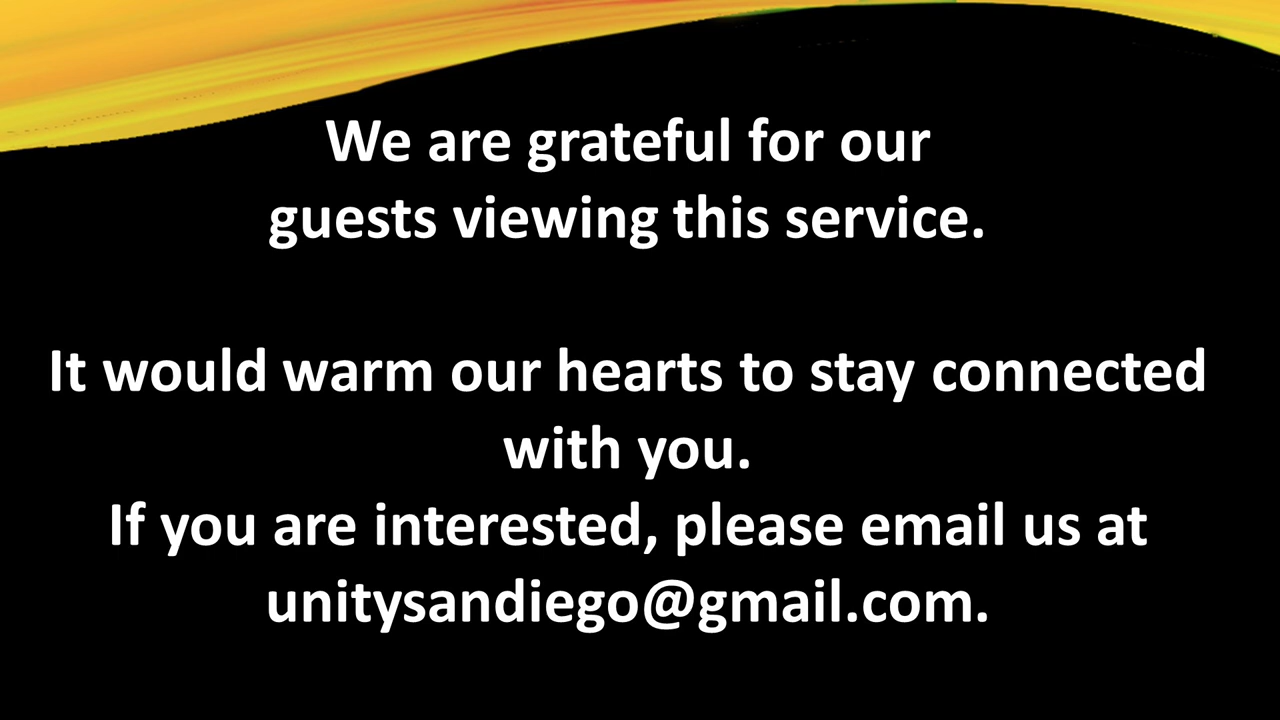 We are grateful for our
guests viewing this service.
It would warm our hearts to stay connected
with you.
If you are interested, please email us at
unitysandiego@gmail.com.